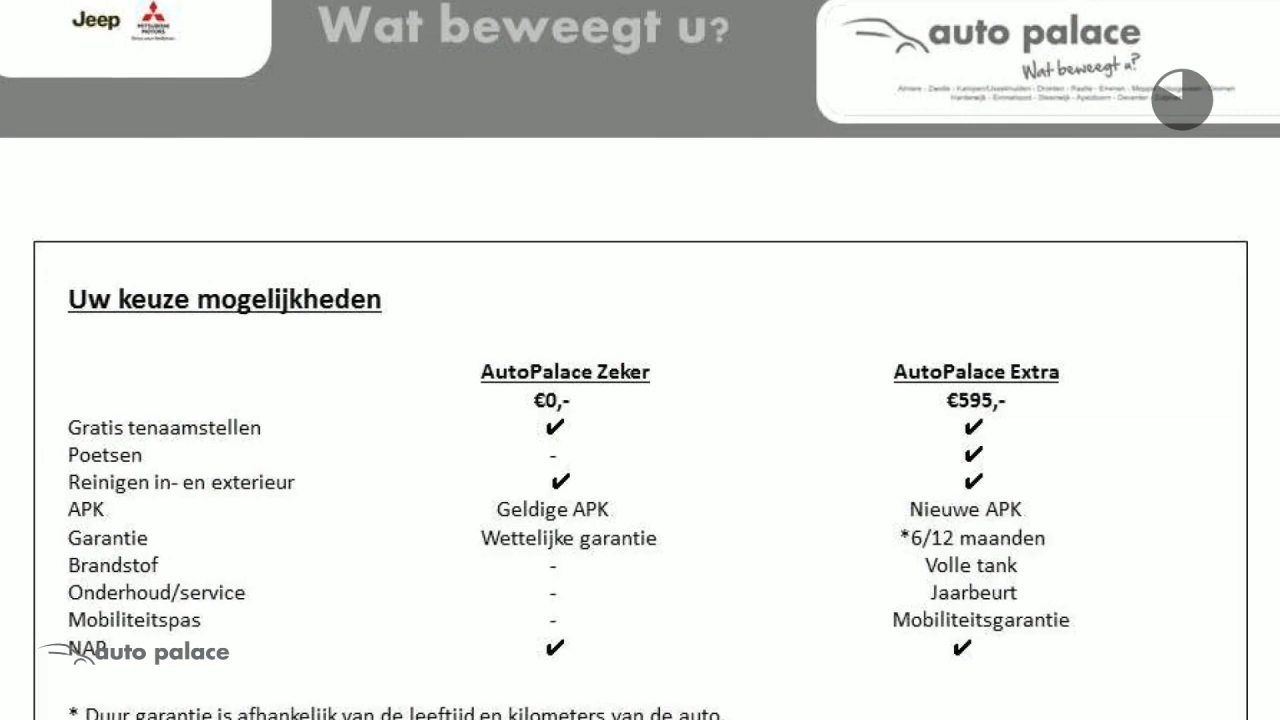 Jeep
MITSUBISHI
MOTORS
Wat beweegt u?
auto palace
Wat beweegt u?
Uw keuze mogelijkheden
AutoPalace Zeker AutoPalace Extra
€0,- €595,-
Gratis tenaamstellen ✔ ✔
Poetsen - ✔
Reinigen in- en exterieur ✔ ✔
APK Geldige APK Nieuwe APK
Garantie Wettelijke garantie *6/12 maanden
Brandstof - Volle tank
Onderhoud/service - Jaarbeurt
Mobiliteitspas - Mobiliteitsgarantie
NAP ✔ ✔
auto palace
* Duur garantie is afhankelijk van de leeftijd en kilometers van de auto.